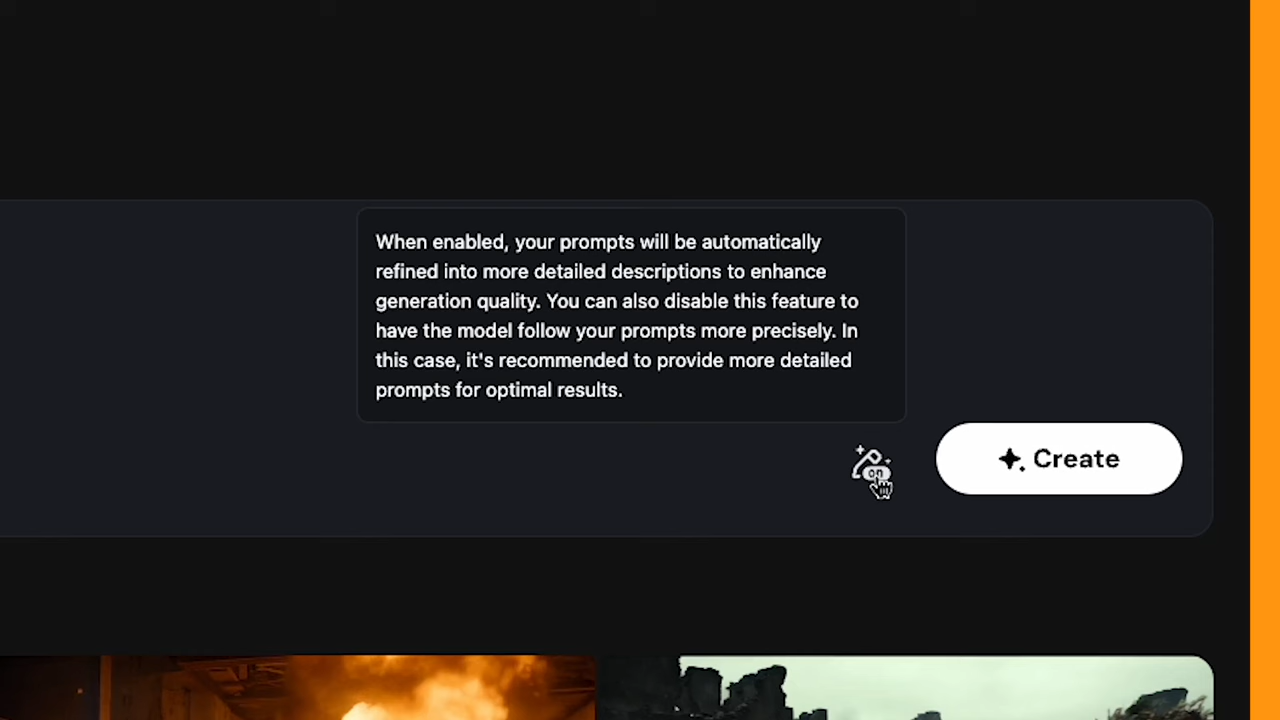 When enabled, your prompts will be automatically
refined into more detailed descriptions to enhance
generation quality. You can also disable this feature to
have the model follow your prompts more precisely. In
this case, it's recommended to provide more detailed
prompts for optimal results.
on
Create